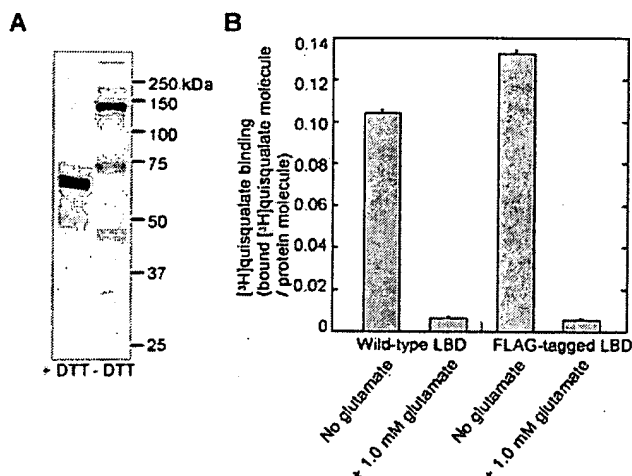 A
250 kDa
150
100
75
50
37
25
+ DTT - DTT
B
[³H]quisqualate binding
(bound [³H]quisqualate molecule
/ protein molecule)
0.14
0.12
0.10
0.08
0.06
0.04
0.02
0
Wild-type LBD
FLAG-tagged LBD
No glutamate
+ 1.0 mM glutamate
No glutamate
+ 1.0 mM glutamate